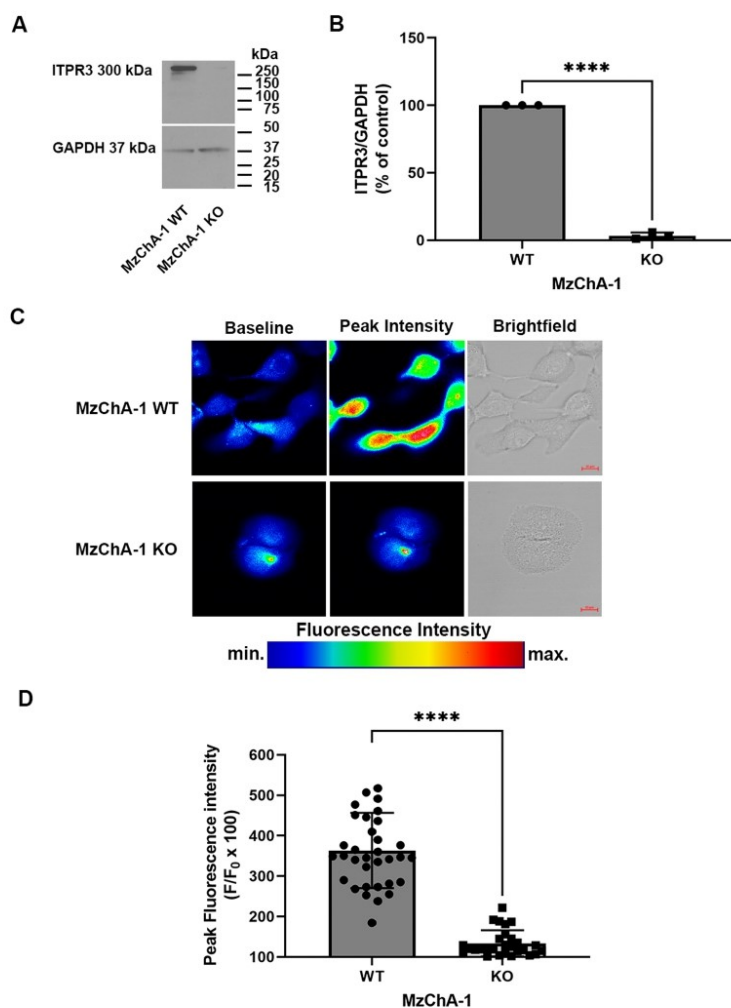 A
kDa
ITPR3 300 kDa
250
150
100
75
50
GAPDH 37 kDa
37
25
20
15
MzChA-1 WT
MzChA-1 KO
B
ITPR3/GAPDH
(% of control)
150
100
50
0
****
WT
KO
MzChA-1
C
Baseline
Peak Intensity
Brightfield
MzChA-1 WT
MzChA-1 KO
Fluorescence Intensity
min.
max.
D
Peak Fluorescence intensity
(F/F₀ x 100)
600
500
400
300
200
100
****
WT
KO
MzChA-1